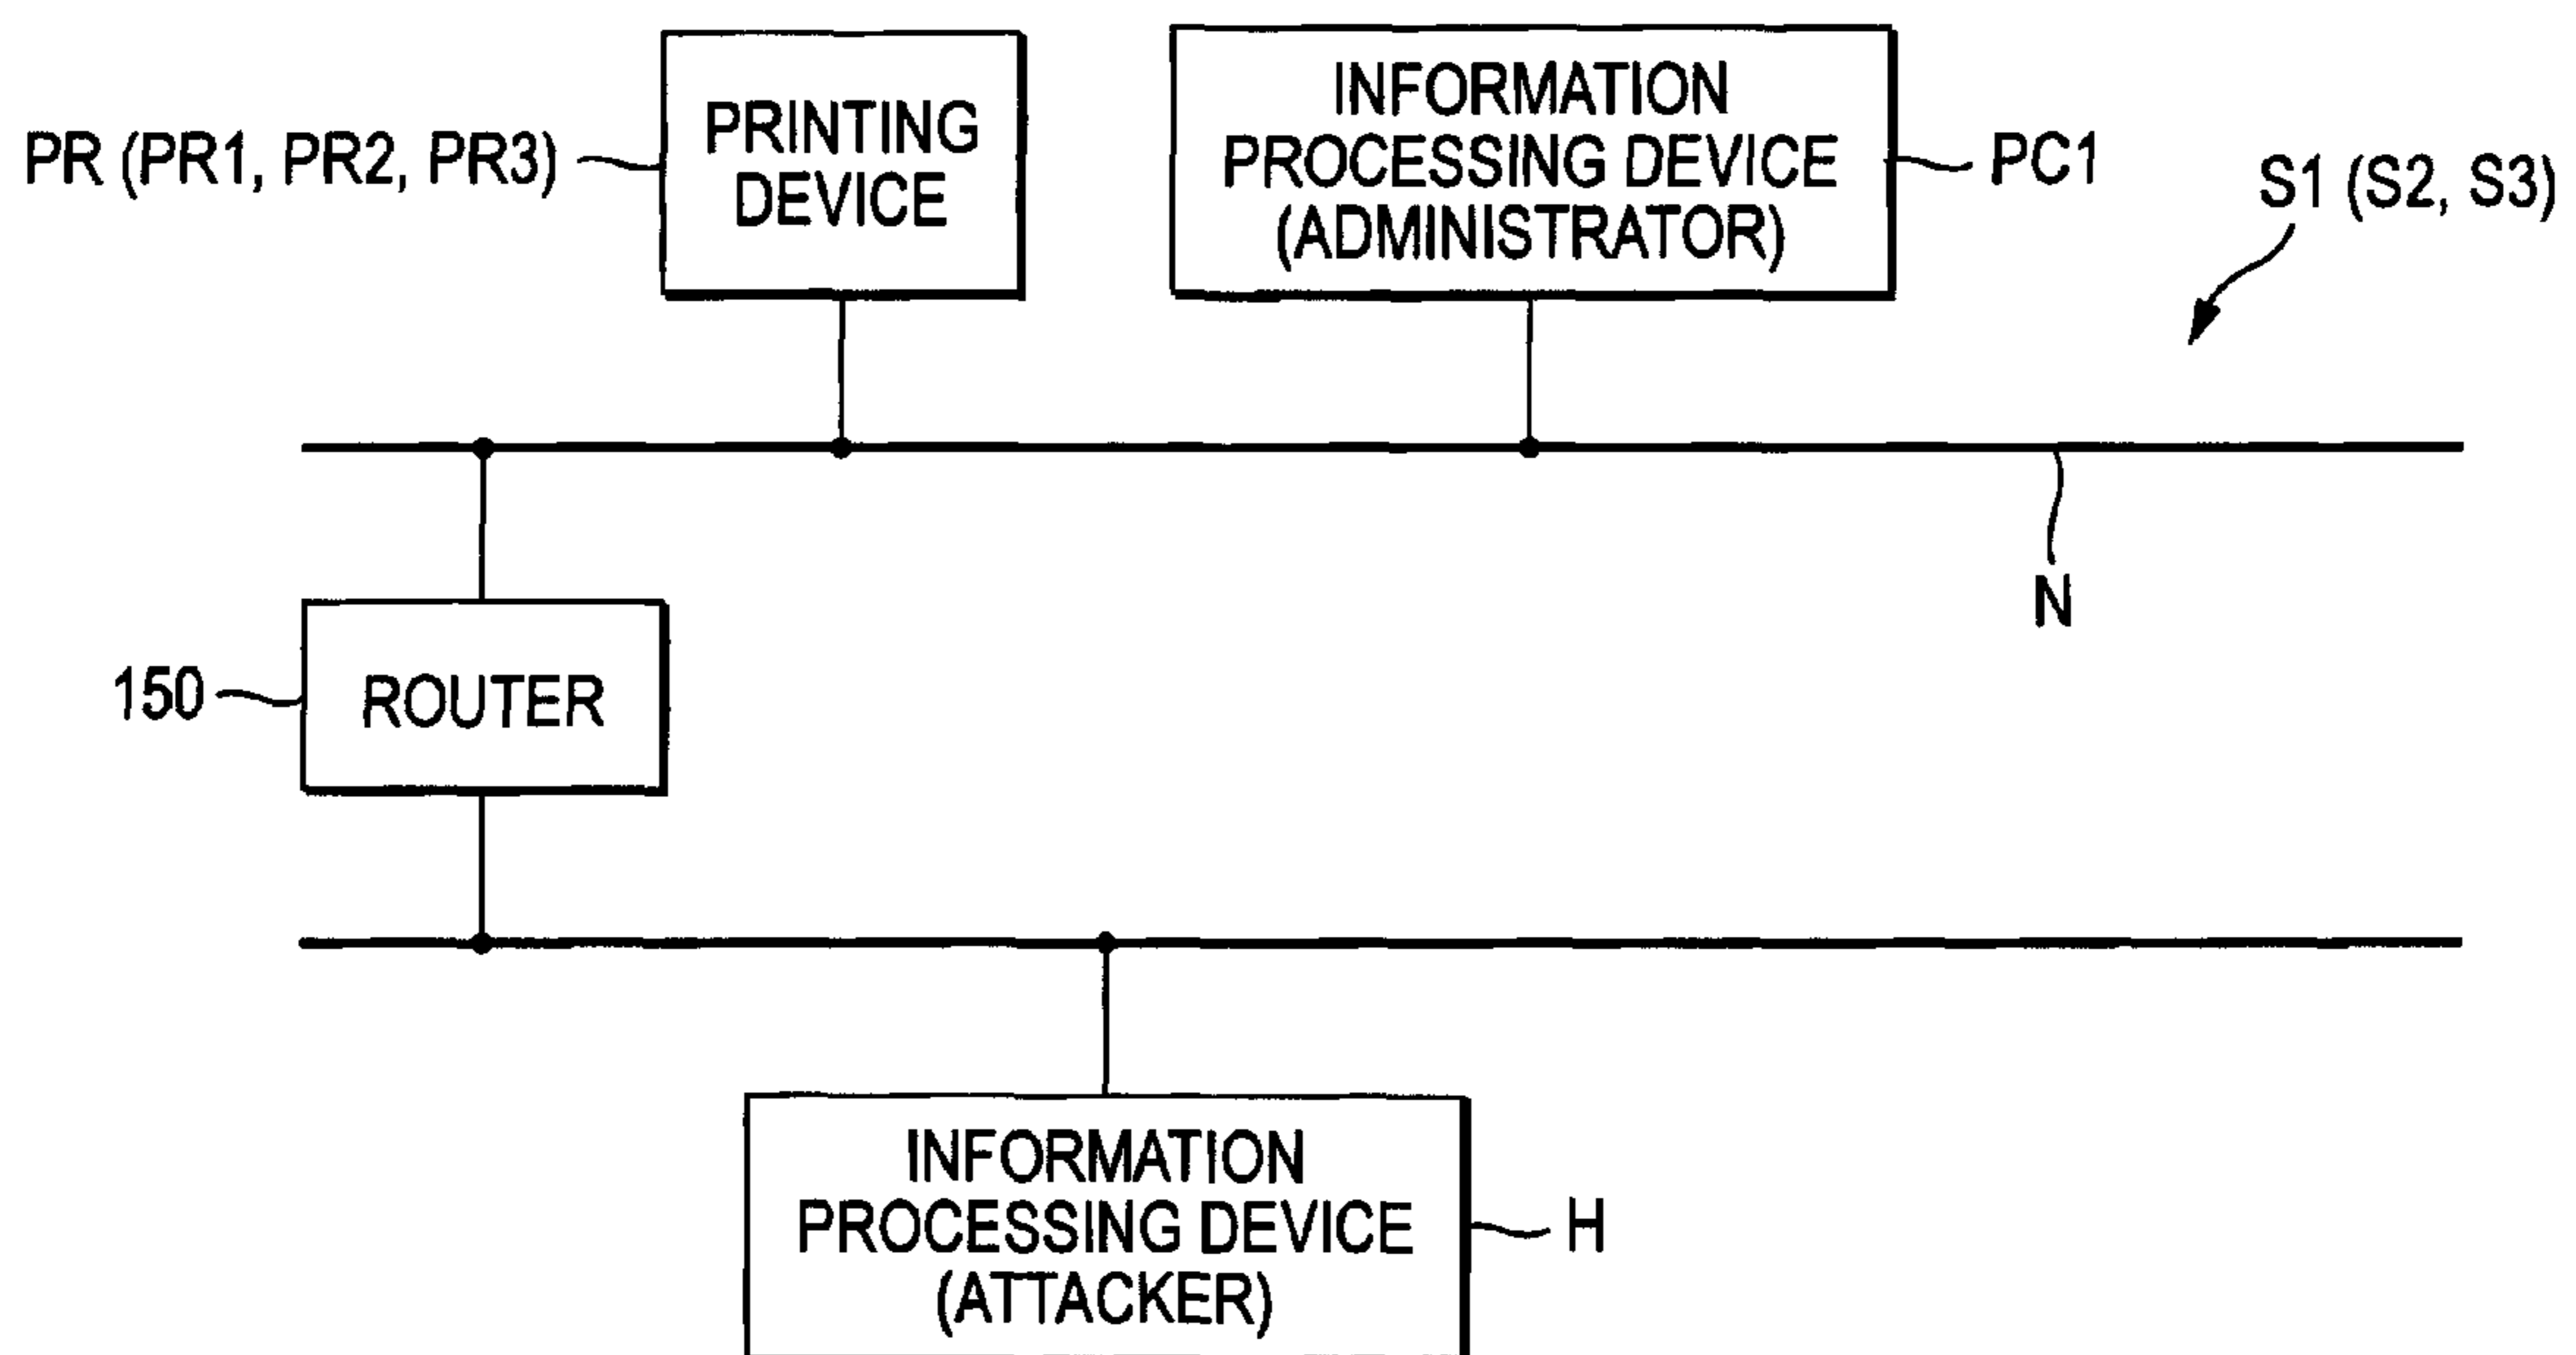 PR (PR1, PR2, PR3)
PRINTING
DEVICE
INFORMATION
PROCESSING DEVICE
(ADMINISTRATOR)
PC1
S1 (S2, S3)
N
150
ROUTER
INFORMATION
PROCESSING DEVICE
(ATTACKER)
H